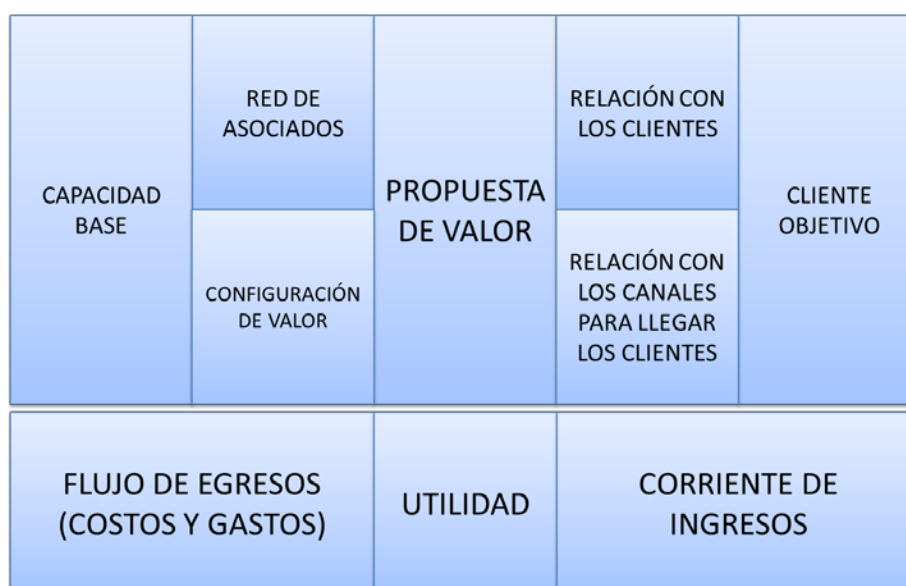 CAPACIDAD
BASE
RED DE
ASOCIADOS
CONFIGURACIÓN
DE VALOR
PROPUESTA
DE VALOR
RELACIÓN CON
LOS CLIENTES
RELACIÓN CON
LOS CANALES
PARA LLEGAR
LOS CLIENTES
CLIENTE
OBJETIVO
FLUJO DE EGRESOS
(COSTOS Y GASTOS)
UTILIDAD
CORRIENTE DE
INGRESOS